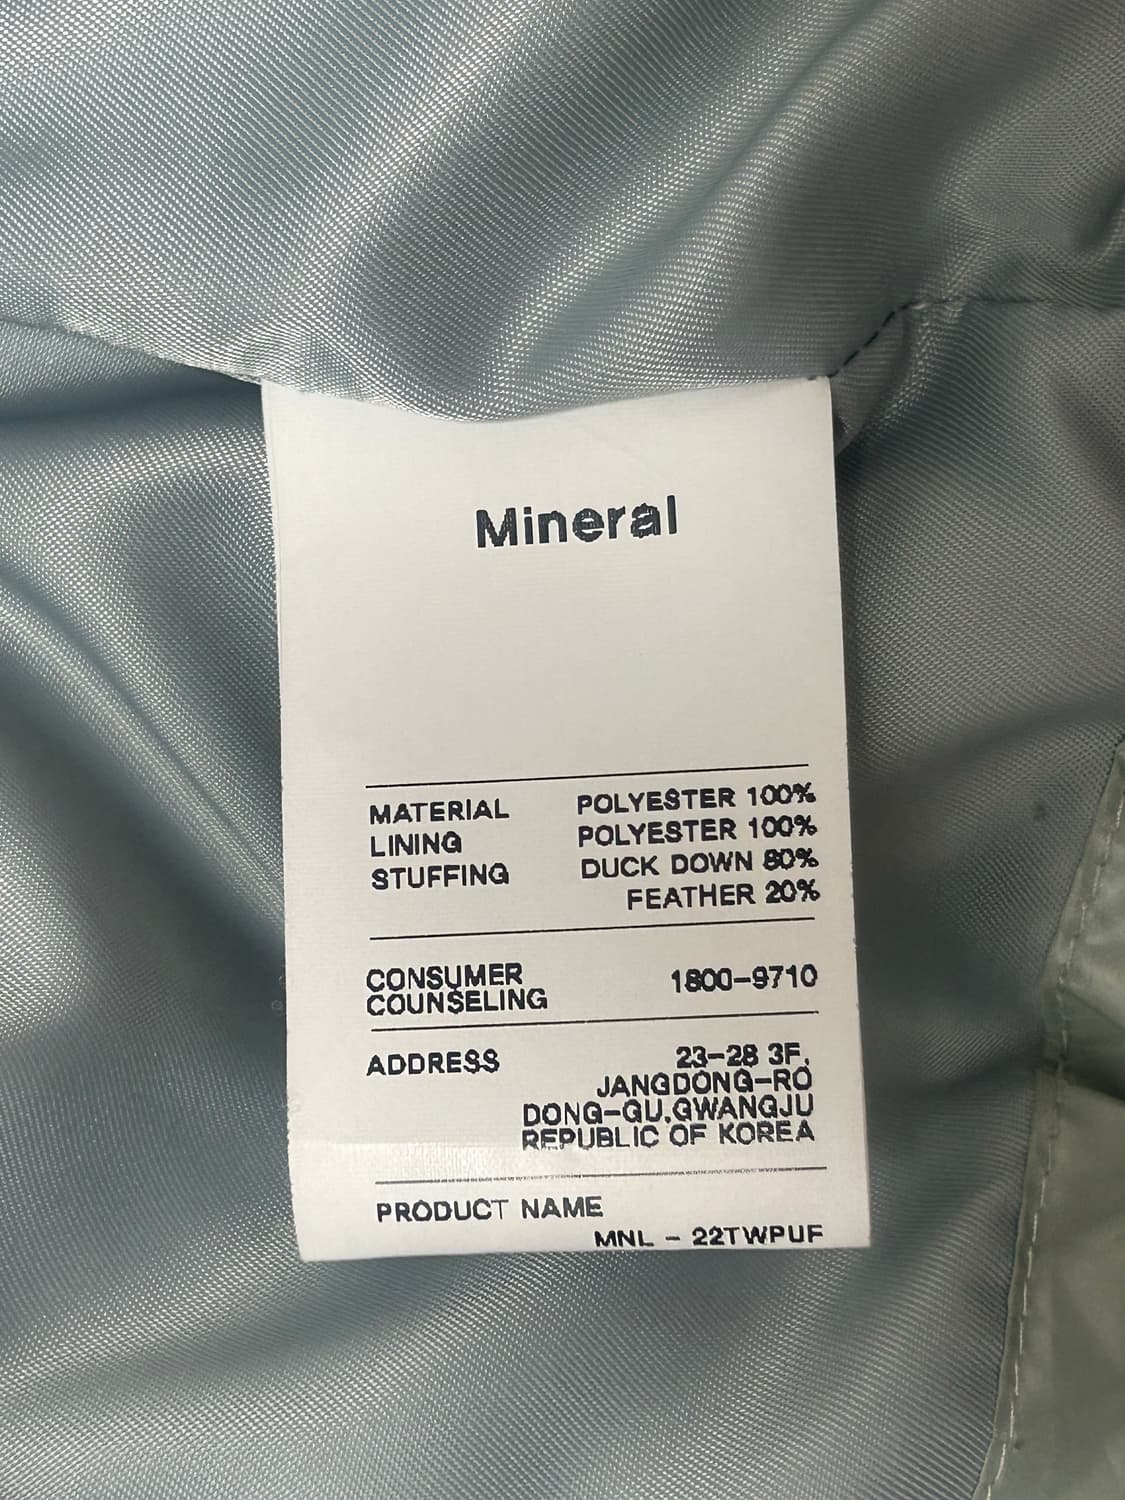 Mineral
MATERIAL POLYESTER 100%
LINING POLYESTER 100%
STUFFING DUCK DOWN 80%
FEATHER 20%
CONSUMER
COUNSELING 1800-9710
ADDRESS 23-28 3F,
JANGDONG-RO
DONG-GU,GWANGJU
REPUBLIC OF KOREA
PRODUCT NAME
MNL - 22TWPUF